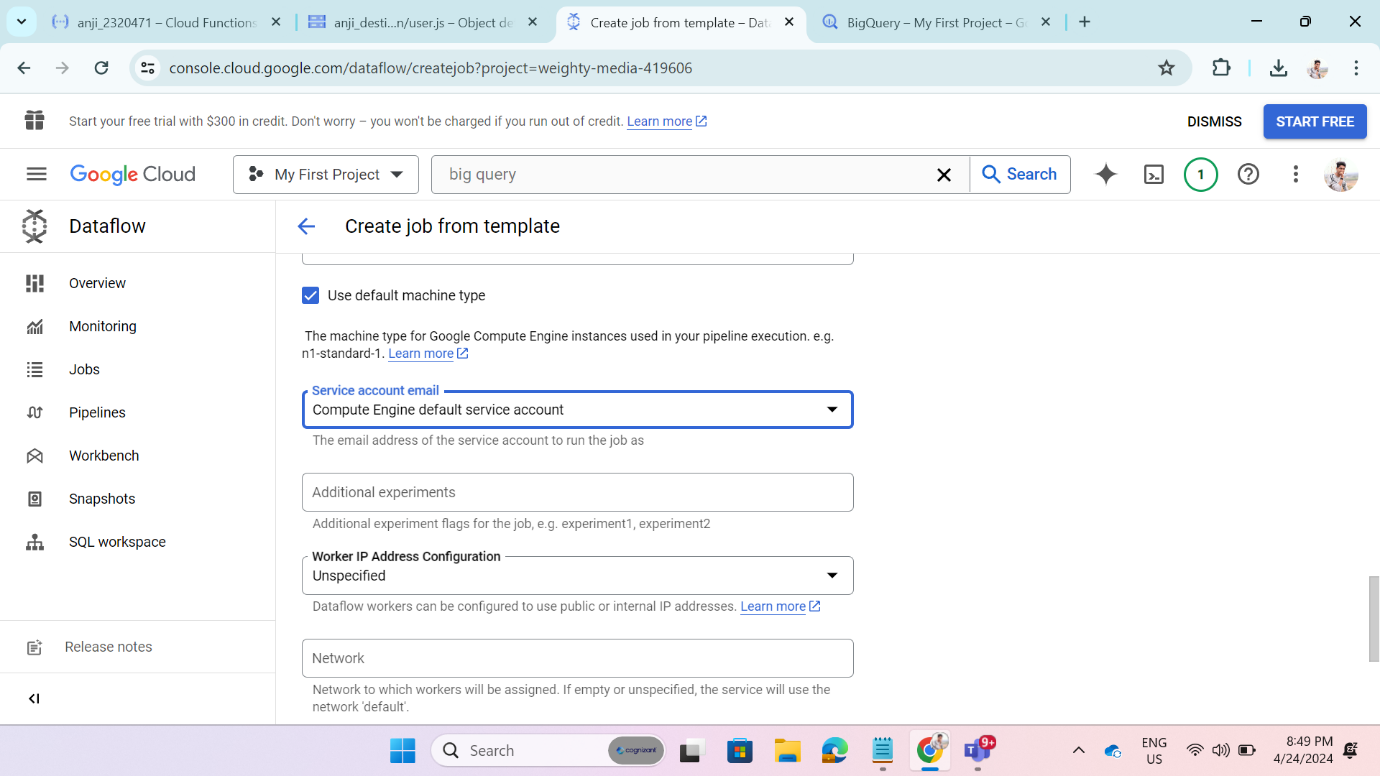 anji_2320471 – Cloud Functions
anji_desti...n/user.js – Object de
Create job from template – Data
BigQuery – My First Project – Go
console.cloud.google.com/dataflow/createjob?project=weighty-media-419606
Start your free trial with $300 in credit. Don't worry – you won't be charged if you run out of credit. Learn more
DISMISS
START FREE
Google Cloud
My First Project
big query
Search
1
Dataflow
Create job from template
Overview
Monitoring
Jobs
Pipelines
Workbench
Snapshots
SQL workspace
Release notes
Use default machine type
The machine type for Google Compute Engine instances used in your pipeline execution. e.g.
n1-standard-1. Learn more
Service account email
Compute Engine default service account
The email address of the service account to run the job as
Additional experiments
Additional experiment flags for the job, e.g. experiment1, experiment2
Worker IP Address Configuration
Unspecified
Dataflow workers can be configured to use public or internal IP addresses. Learn more
Network
Network to which workers will be assigned. If empty or unspecified, the service will use the
network 'default'.
Search
cognizant
9+
ENG
US
8:49 PM
4/24/2024